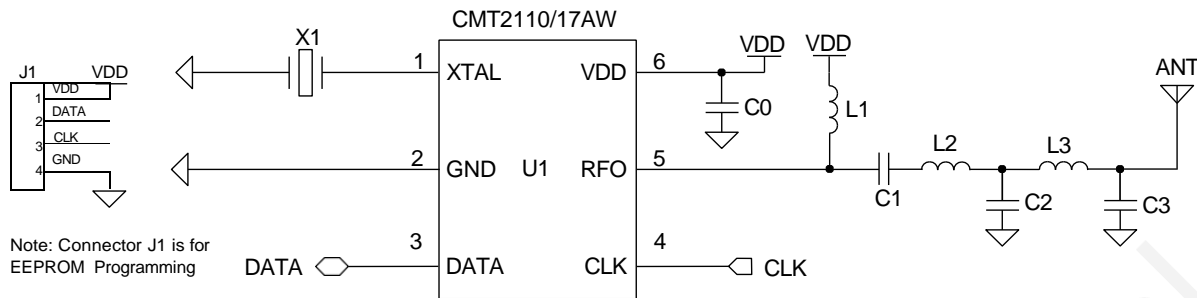 CMT2110/17AW
X1
J1
VDD
1 VDD
2 DATA
3 CLK
4 GND
Note: Connector J1 is for
EEPROM Programming
1 XTAL
2 GND
3 DATA
DATA
U1
VDD 6
RFO 5
CLK 4
CLK
VDD
C0
VDD
L1
C1
L2
C2
L3
C3
ANT